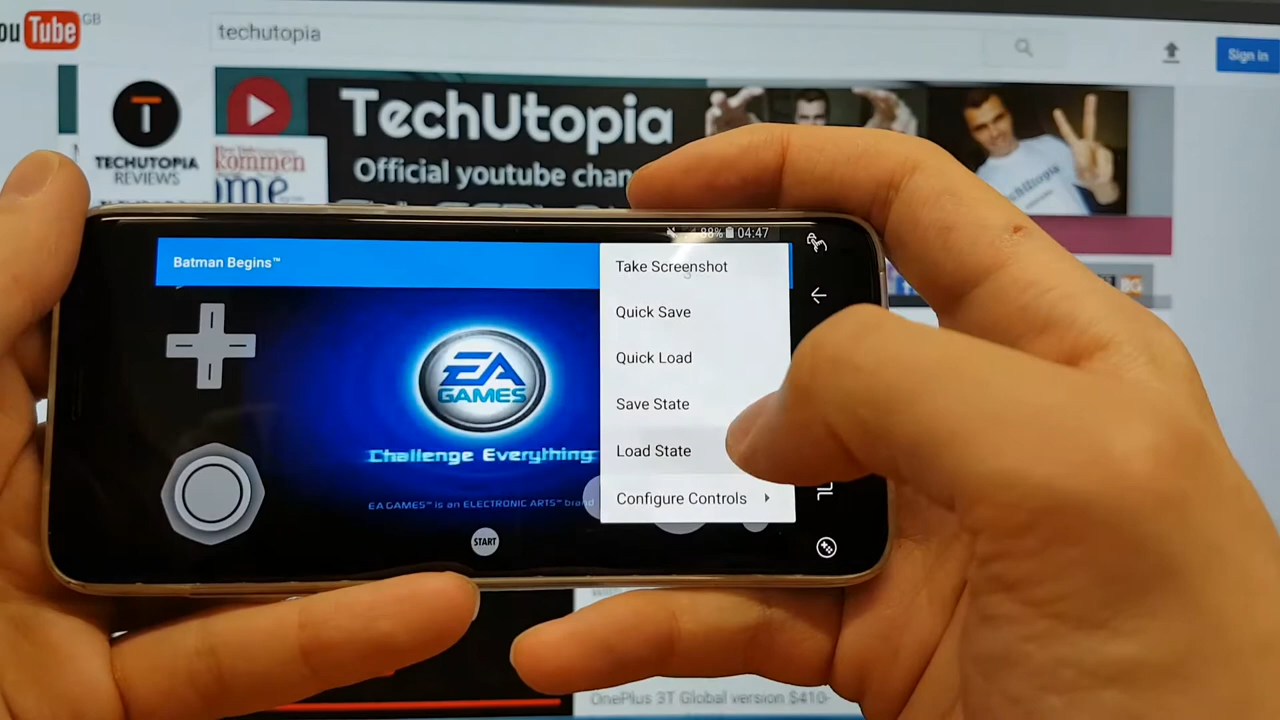 You Tube GB
techutopia
Sign in
TechUtopia
Official youtube chan
TECHUTOPIA
REVIEWS
kommen
88% 04:47
Batman Begins™
Take Screenshot
Quick Save
Quick Load
Save State
Load State
Configure Controls
EA
GAMES
Challenge Everything
EA GAMES™ is an ELECTRONIC ARTS™ brand
START
OnePlus 3T Global version $410-